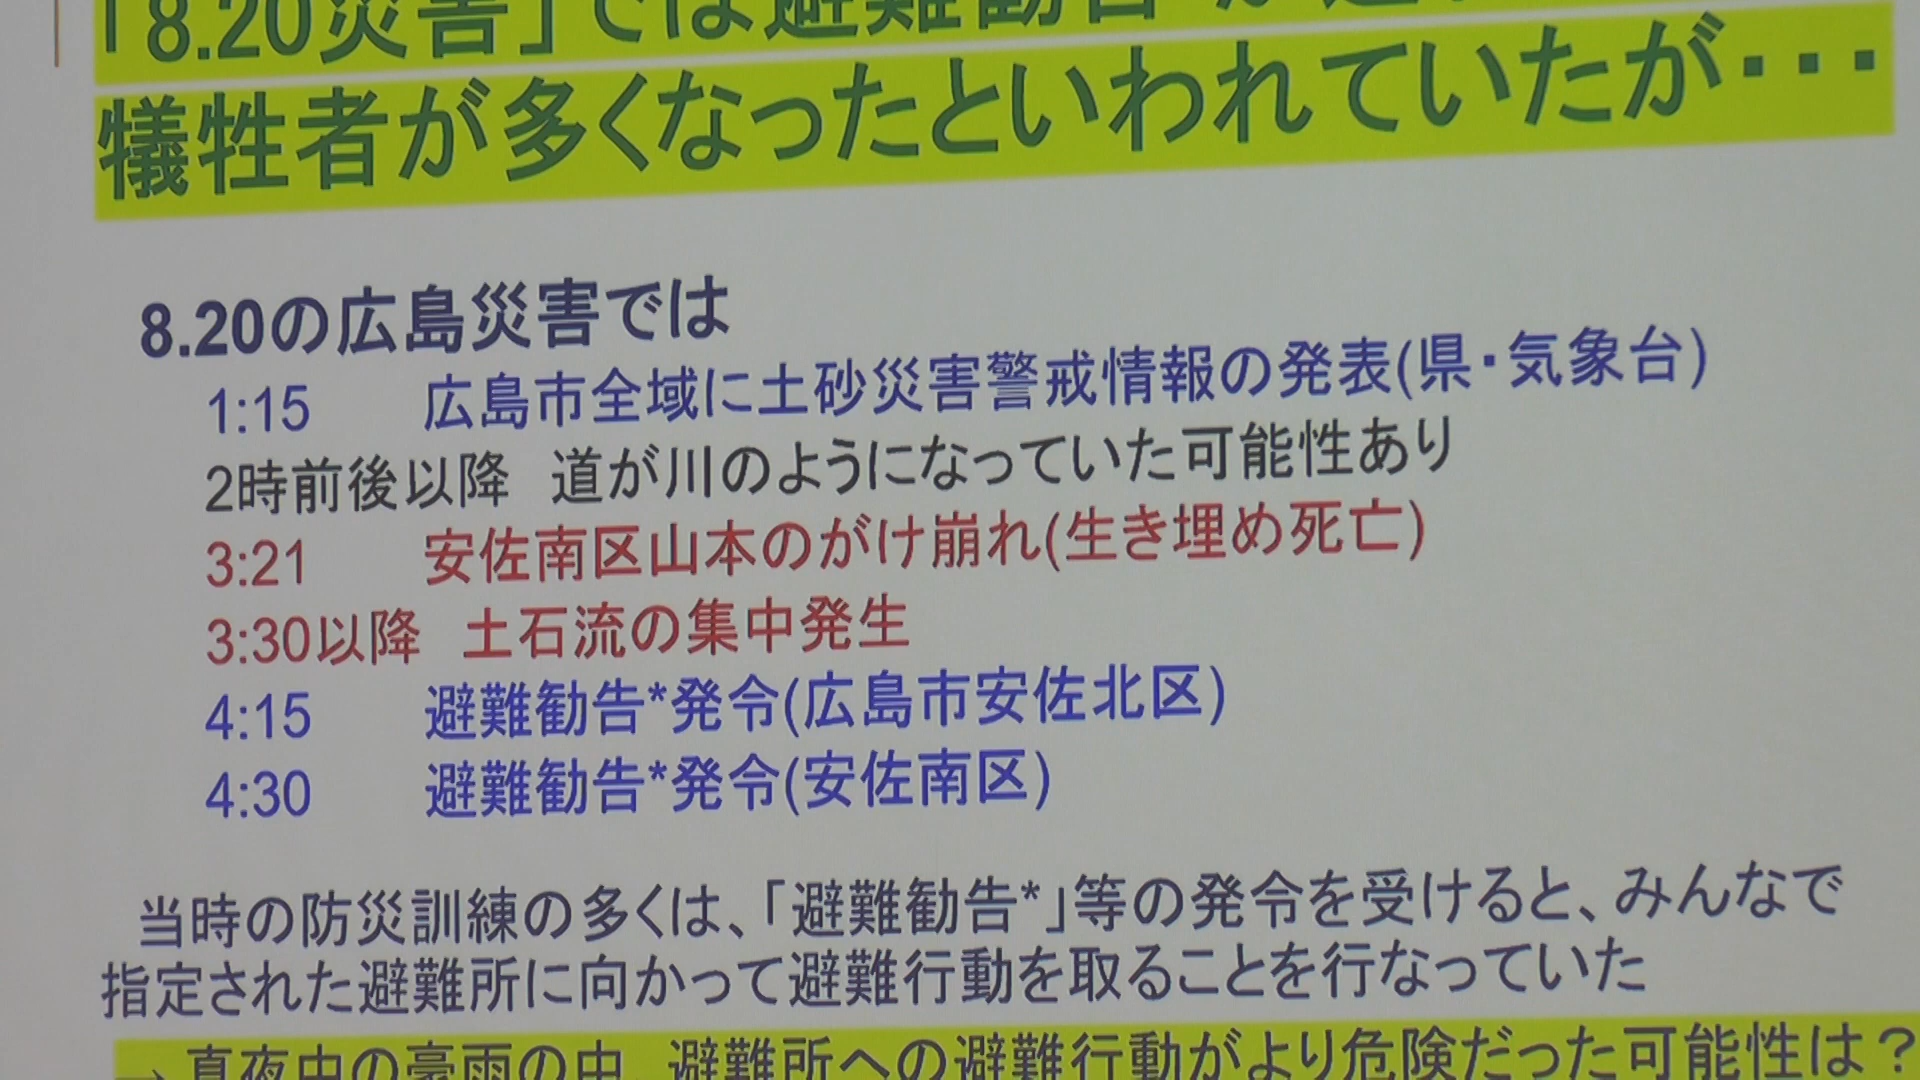 「8.20災害」では避難勧告*が遅
犠牲者が多くなったといわれていたが・・・
8.20の広島災害では
1:15 広島市全域に土砂災害警戒情報の発表(県・気象台)
2時前後以降 道が川のようになっていた可能性あり
3:21 安佐南区山本のがけ崩れ(生き埋め死亡)
3:30以降 土石流の集中発生
4:15 避難勧告*発令(広島市安佐北区)
4:30 避難勧告*発令(安佐南区)
当時の防災訓練の多くは、「避難勧告*」等の発令を受けると、みんなで
指定された避難所に向かって避難行動を取ることを行なっていた
→ 真夜中の豪雨の中、避難所への避難行動がより危険だった可能性は？